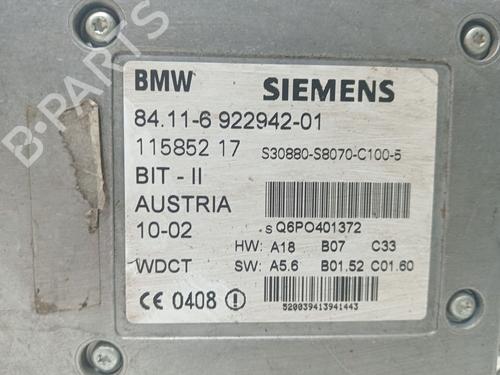 BMW SIEMENS
84.11-6 922942-01
115852 17 S30880-S8070-C100-5
BIT - II
AUSTRIA
10-02 S Q6PO401372
HW: A18 B07 C33
WDCT SW: A5.6 B01.52 C01.60
CE 0408
520039413941443
B-PARTS